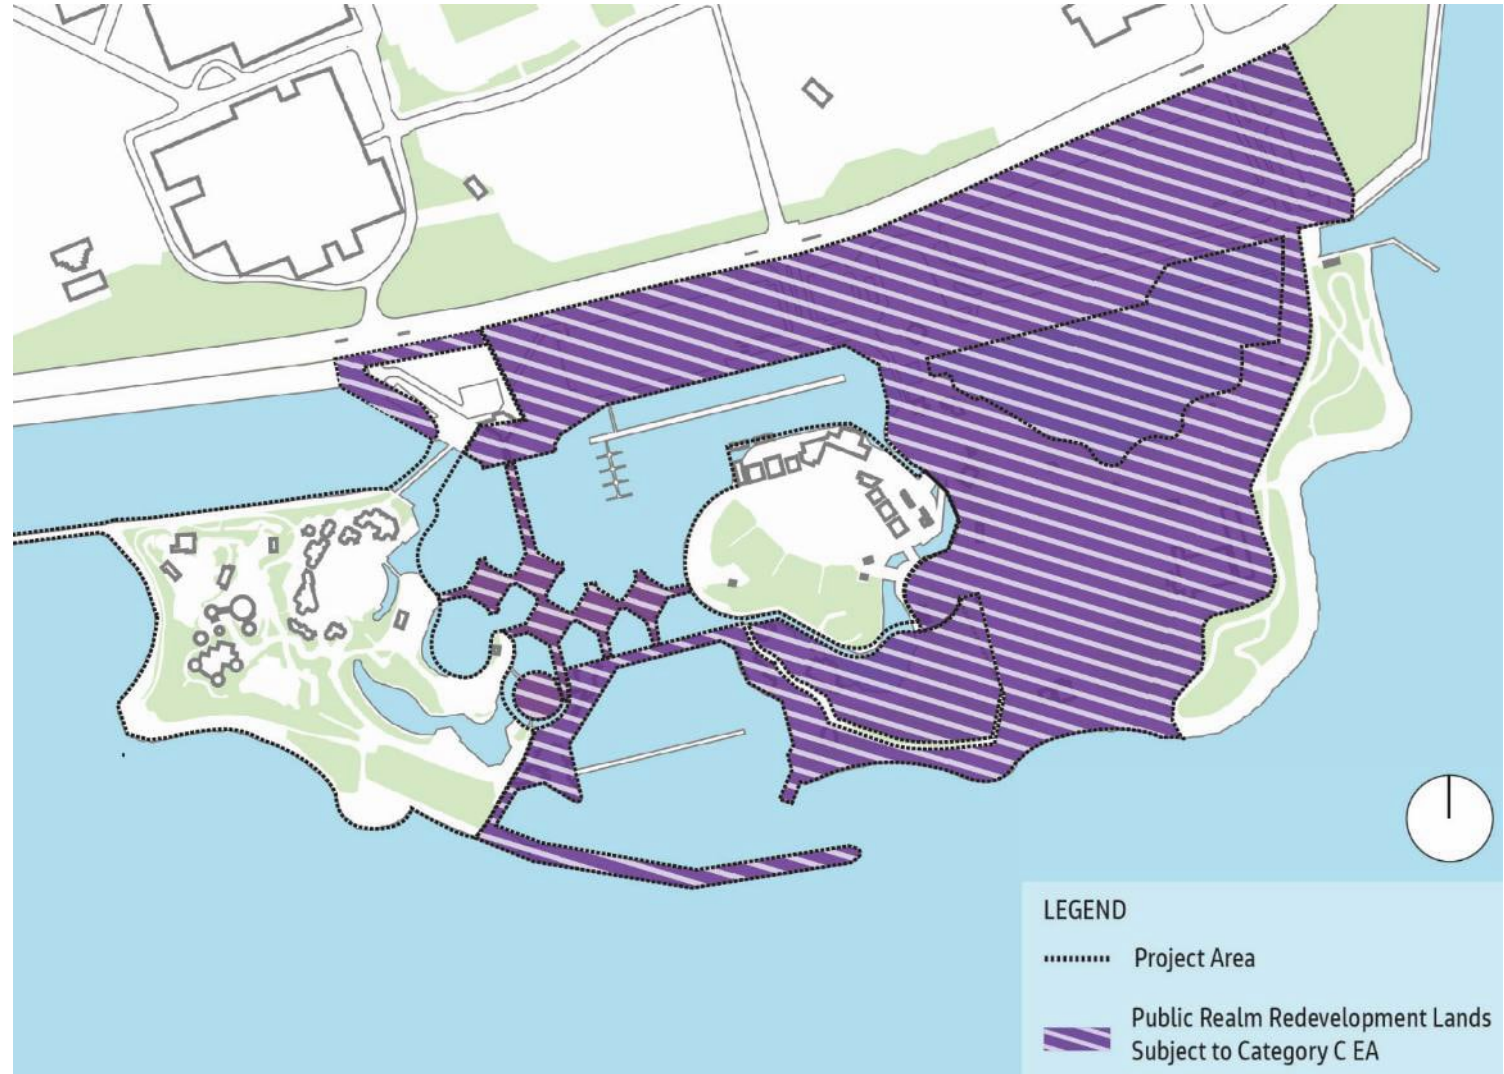 LEGEND
Project Area
Public Realm Redevelopment Lands
Subject to Category C EA